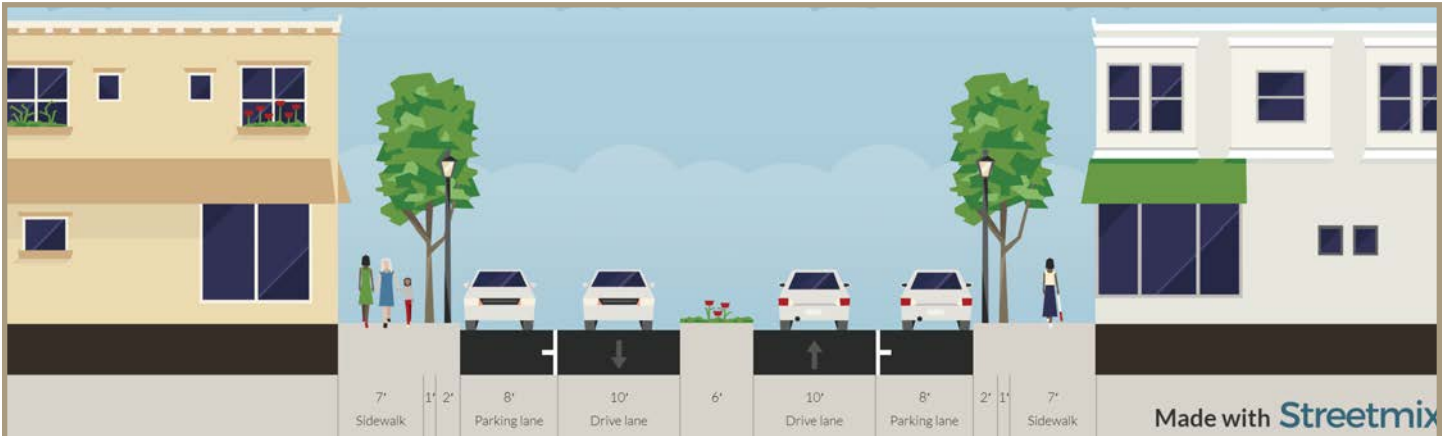 7' 1' 2' 8' 10' 6' 10' 8' 2' 1' 7'
Sidewalk Parking lane Drive lane Drive lane Parking lane Sidewalk
Made with Streetmix